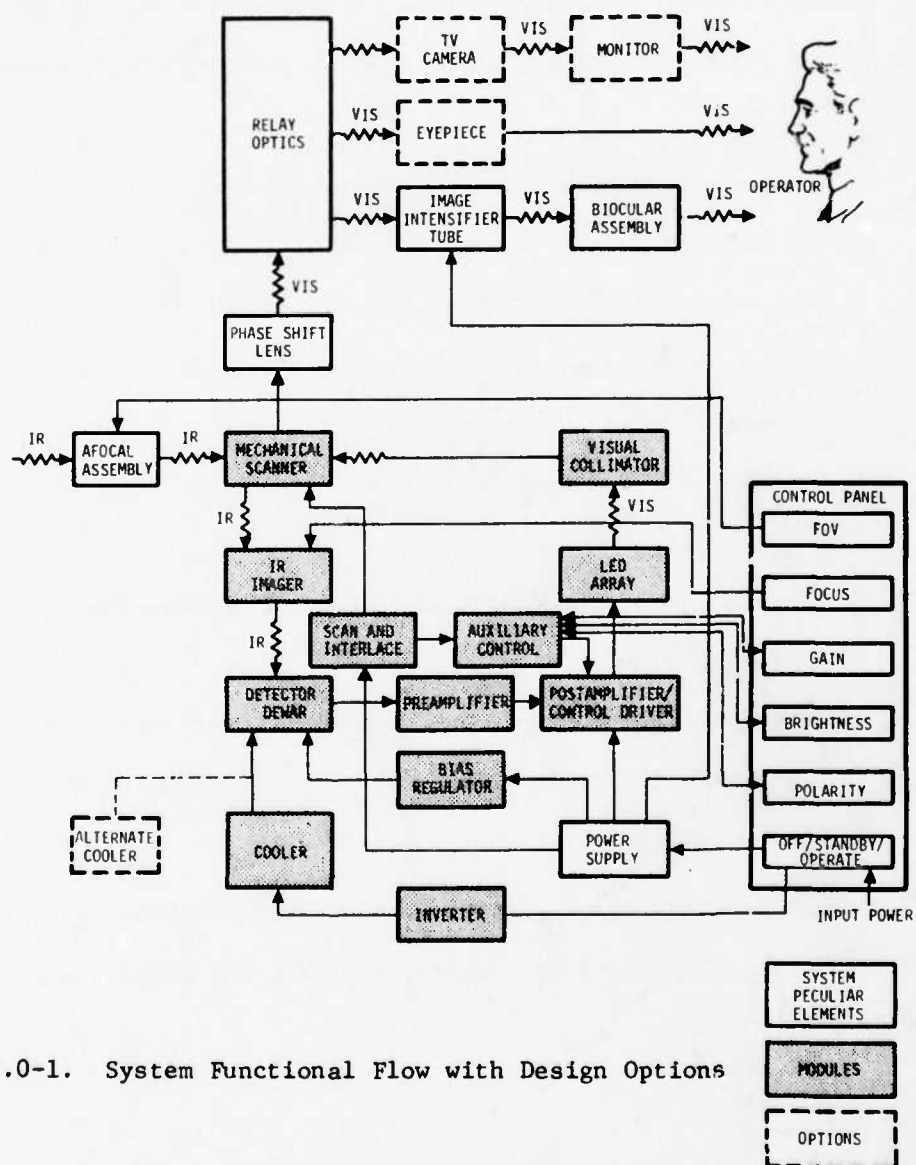 VIS
VIS
TV
CAMERA
MONITOR
RELAY
OPTICS
VIS
VIS
EYEPIECE
OPERATOR
VIS
IMAGE
INTENSIFIER
TUBE
VIS
BIOCULAR
ASSEMBLY
VIS
VIS
PHASE SHIFT
LENS
IR
AFOCAL
ASSEMBLY
IR
MECHANICAL
SCANNER
VISUAL
COLLIMATOR
CONTROL PANEL
FOV
IR
VIS
IR
IMAGER
LED
ARRAY
FOCUS
IR
SCAN AND
INTERLACE
AUXILIARY
CONTROL
GAIN
DETECTOR
DEWAR
PREAMPLIFIER
POSTAMPLIFIER/
CONTROL DRIVER
BRIGHTNESS
BIAS
REGULATOR
POLARITY
ALTERNATE
COOLER
COOLER
POWER
SUPPLY
OFF/STANDBY/
OPERATE
INVERTER
INPUT POWER
SYSTEM
PECULIAR
ELEMENTS
.0-1. System Functional Flow with Design Options
MODULES
OPTIONS